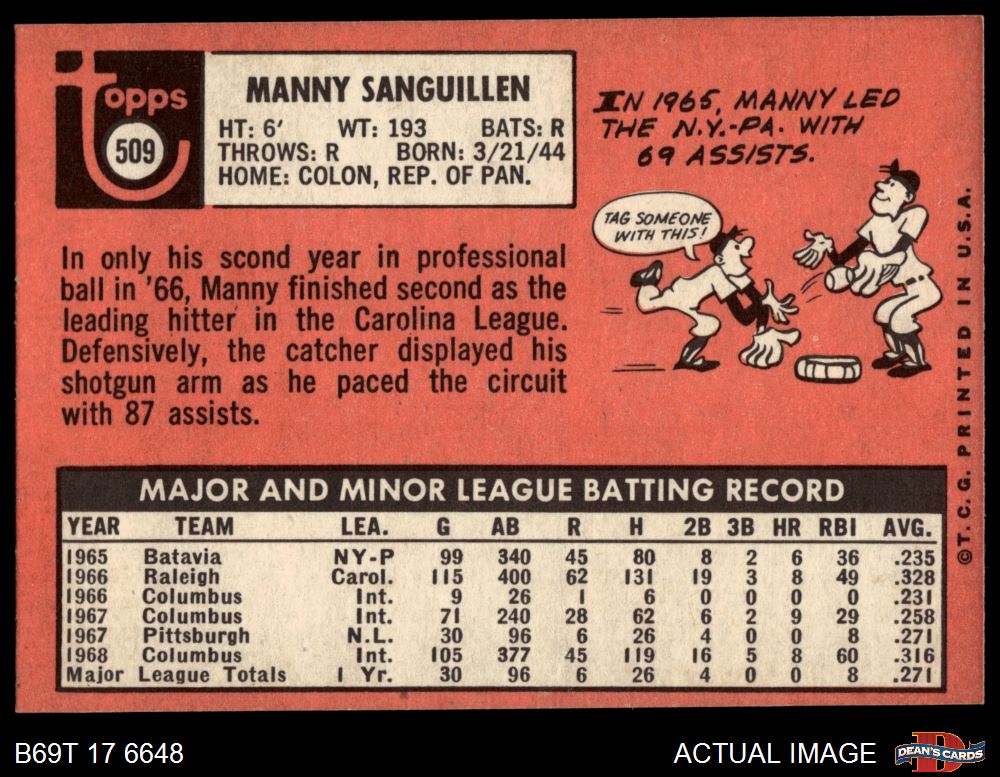 topps
509
MANNY SANGUILLEN
HT: 6' WT: 193 BATS: R
THROWS: R BORN: 3/21/44
HOME: COLON, REP. OF PAN.
IN 1965, MANNY LED
THE N.Y.-PA. WITH
69 ASSISTS.
TAG SOMEONE
WITH THIS!
In only his scond year in professional
ball in '66, Manny finished second as the
leading hitter in the Carolina League.
Defensively, the catcher displayed his
shotgun arm as he paced the circuit
with 87 assists.
MAJOR AND MINOR LEAGUE BATTING RECORD
YEAR TEAM LEA. G AB R H 2B 3B HR RBI AVG.
1965 Batavia NY-P 99 340 45 80 8 2 6 36 .235
1966 Raleigh Carol. 115 400 62 131 19 3 8 49 .328
1966 Columbus Int. 9 26 1 6 0 0 0 0 .231
1967 Columbus Int. 71 240 28 62 6 2 9 29 .258
1967 Pittsburgh N.L. 30 96 6 26 4 0 0 8 .271
1968 Columbus Int. 105 377 45 119 16 5 8 60 .316
Major League Totals 1 Yr. 30 96 6 26 4 0 0 8 .271
©T.C.G. PRINTED IN U.S.A.
B69T 17 6648
ACTUAL IMAGE
DEAN'S CARDS